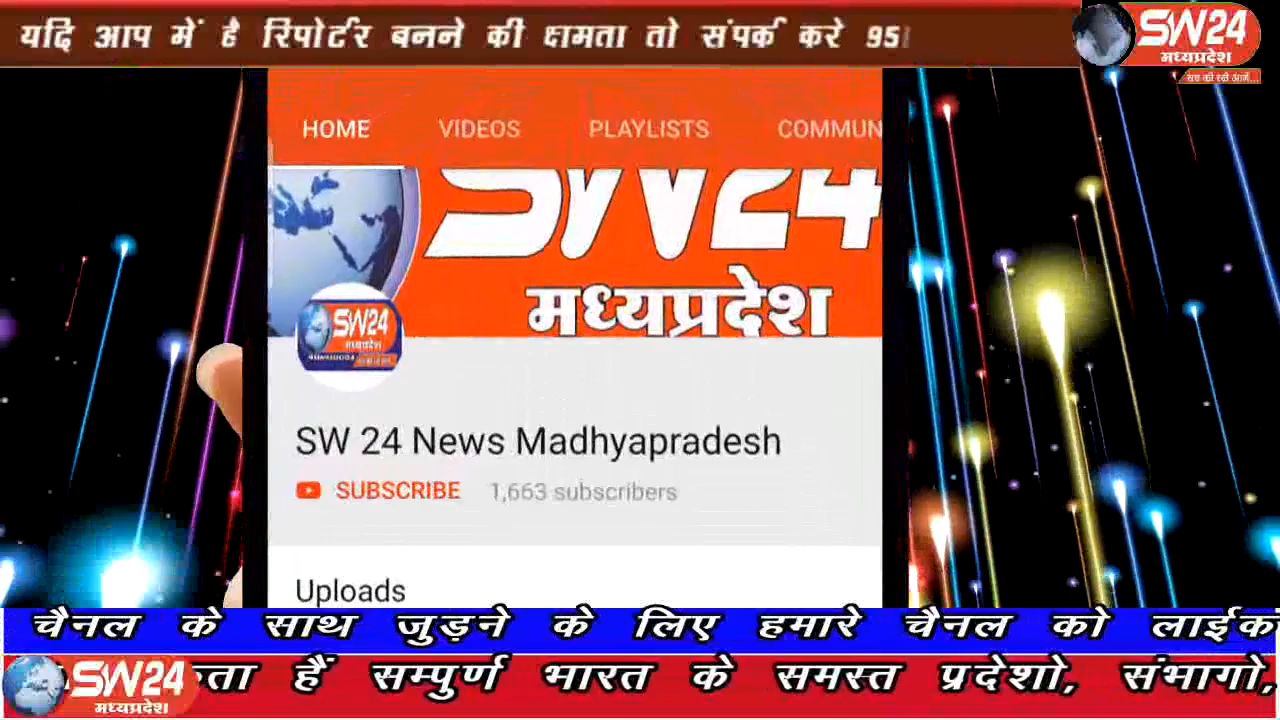 यदि आप में है रिपोर्टर बनने की क्षमता तो संपर्क करे 95
SW24
मध्यप्रदेश
HOME VIDEOS PLAYLISTS COMMUN
SW24
मध्यप्रदेश
SW24
मध्यप्रदेश
SW 24 News Madhyapradesh
SUBSCRIBE 1,663 subscribers
Uploads
चैनल के साथ जुड़ने के लिए हमारे चैनल को लाईक
हैं सम्पुर्ण भारत के समस्त प्रदेशो, संभागो,
SW24
मध्यप्रदेश